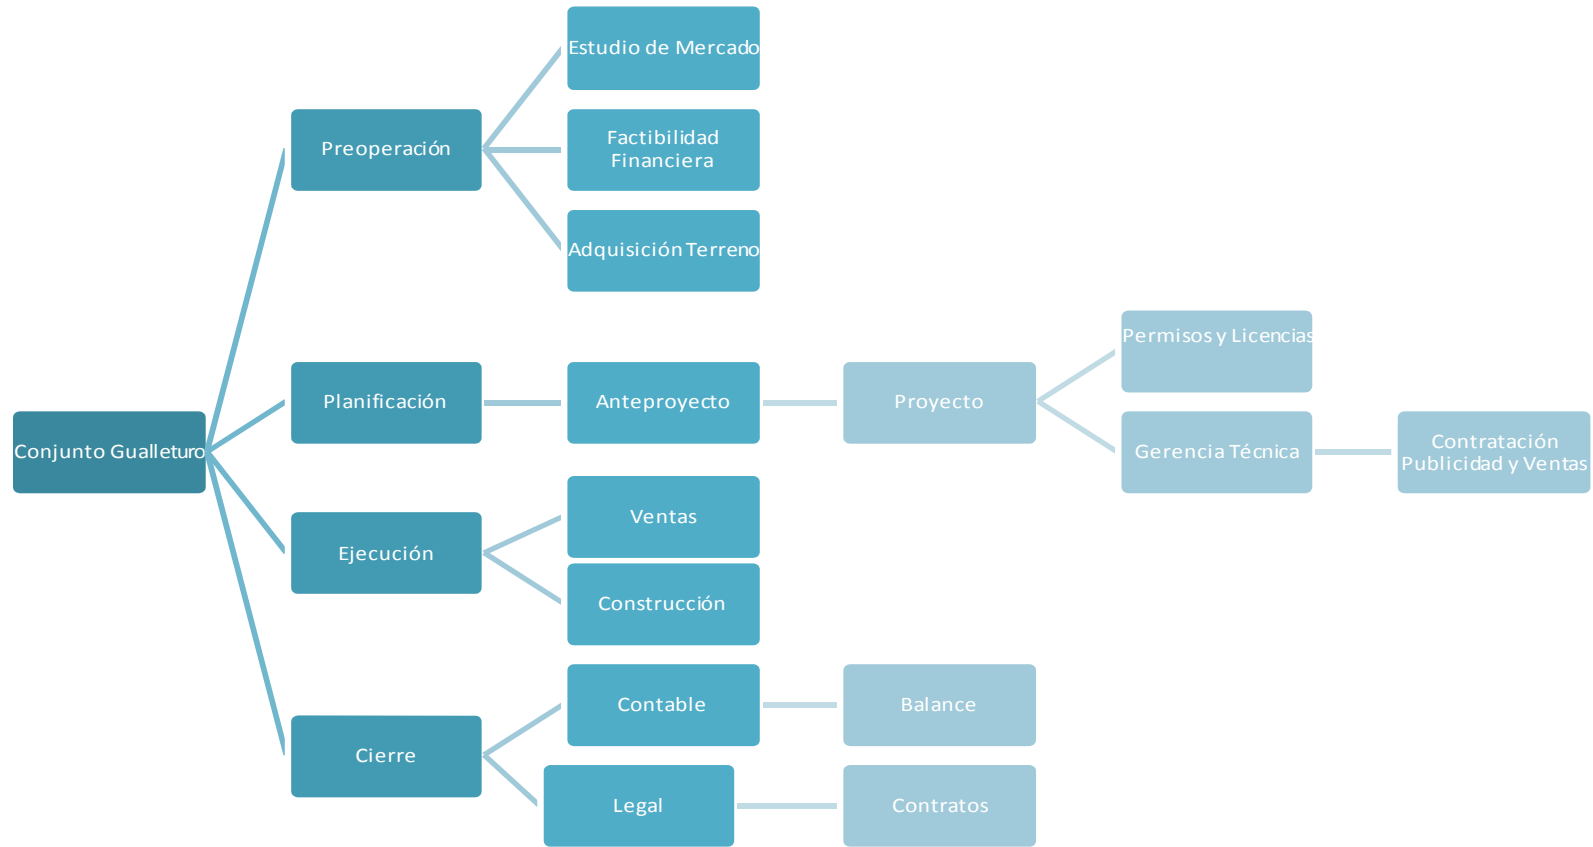 Conjunto Gualleturo
Preoperación
Estudio de Mercado
Factibilidad
Financiera
Adquisición Terreno
Planificación
Anteproyecto
Proyecto
Permisos y Licencias
Gerencia Técnica
Contratación
Publicidad y Ventas
Ejecución
Ventas
Construcción
Cierre
Contable
Balance
Legal
Contratos